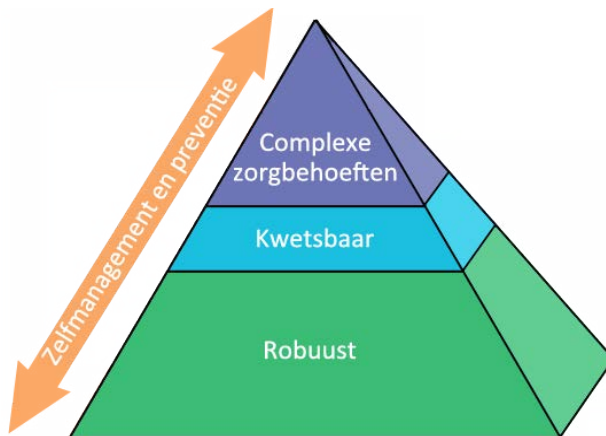 Zelfmanagement en preventie
Complexe
zorgbehoeften
Kwetsbaar
Robuust